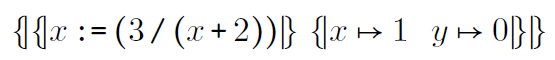 {|{|x := (3 / (x + 2))|} {|x ↦ 1 y ↦ 0|}|}